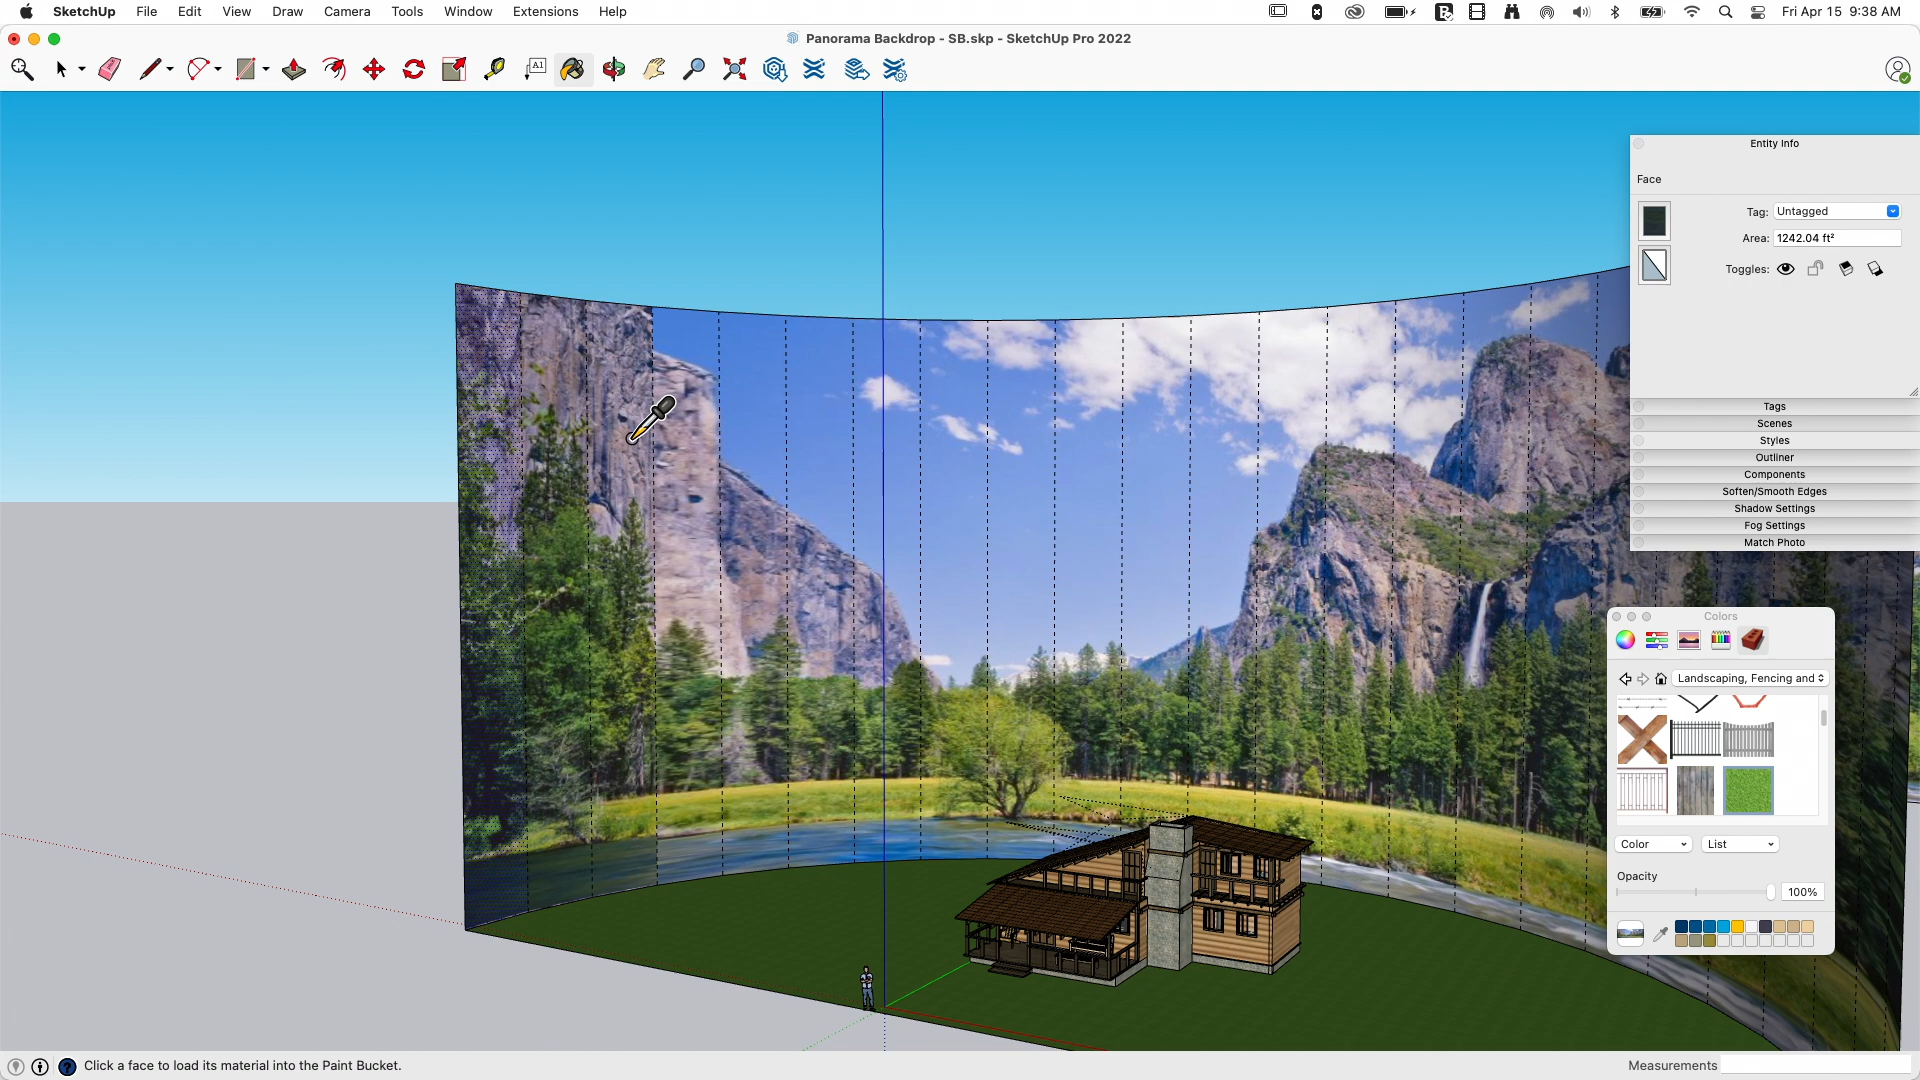 SketchUp File Edit View Draw Camera Tools Window Extensions Help Fri Apr 15 9:38 AM
Panorama Backdrop - SB.skp - SketchUp Pro 2022
A1
Entity Info
Face
Tag: Untagged
Area: 1242.04 ft²
Toggles:
Tags
Scenes
Styles
Outliner
Components
Soften/Smooth Edges
Shadow Settings
Fog Settings
Match Photo
Colors
Landscaping, Fencing and
Color List
Opacity
100%
Click a face to load its material into the Paint Bucket.
Measurements